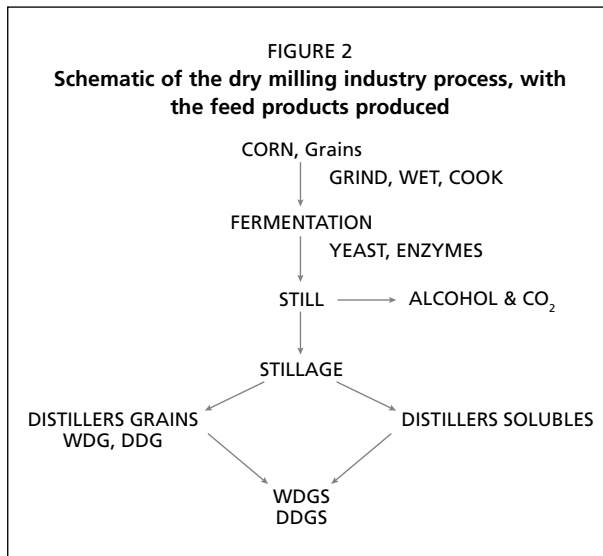 FIGURE 2
Schematic of the dry milling industry process, with
the feed products produced
CORN, Grains
GRIND, WET, COOK
FERMENTATION
YEAST, ENZYMES
STILL
ALCOHOL & CO₂
STILLAGE
DISTILLERS GRAINS
WDG, DDG
DISTILLERS SOLUBLES
WDGS
DDGS